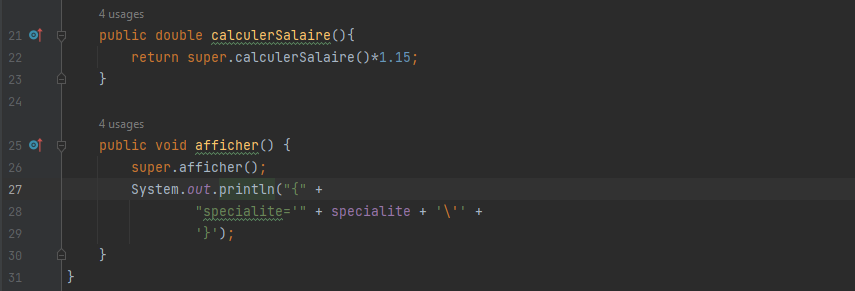 4 usages
21 public double calculerSalaire(){
22 return super.calculerSalaire()*1.15;
23 }
24
4 usages
25 public void afficher() {
26 super.afficher();
27 System.out.println("{" +
28 "specialite='" + specialite + '\'' +
29 '}');
30 }
31 }